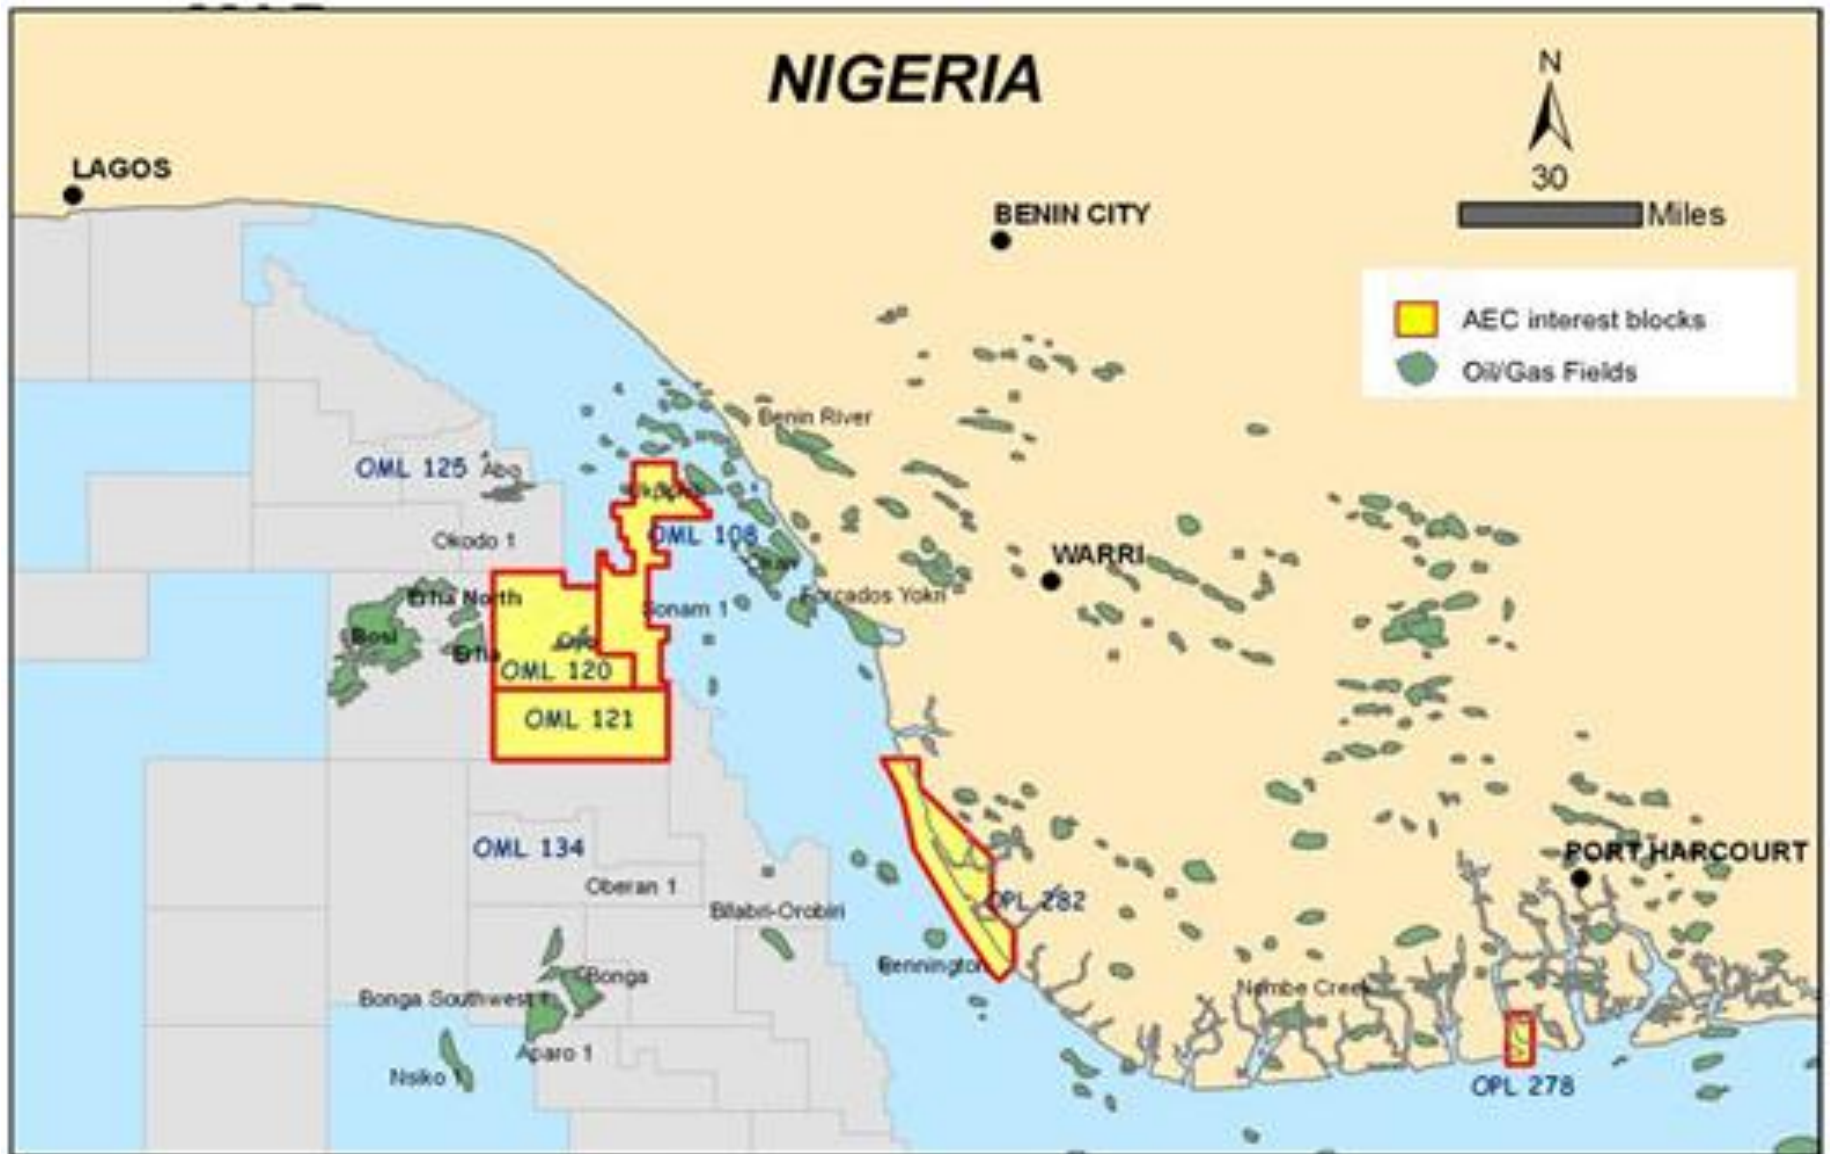 NIGERIA
N
30
Miles
LAGOS
BENIN CITY
AEC interest blocks
Oil/Gas Fields
Benin River
OML 125
Abo
OML 108
Okodo 1
WARRI
Erha North
Sonam 1
Forcados Yokri
Bosi
Erha
OML 120
OML 121
OML 134
PORT HARCOURT
Oberan 1
OPL 282
Bilabri-Orobiri
Pennington
Bonga
Nembe Creek
Bonga Southwest 1
Aparo 1
Nsiko 1
OPL 278